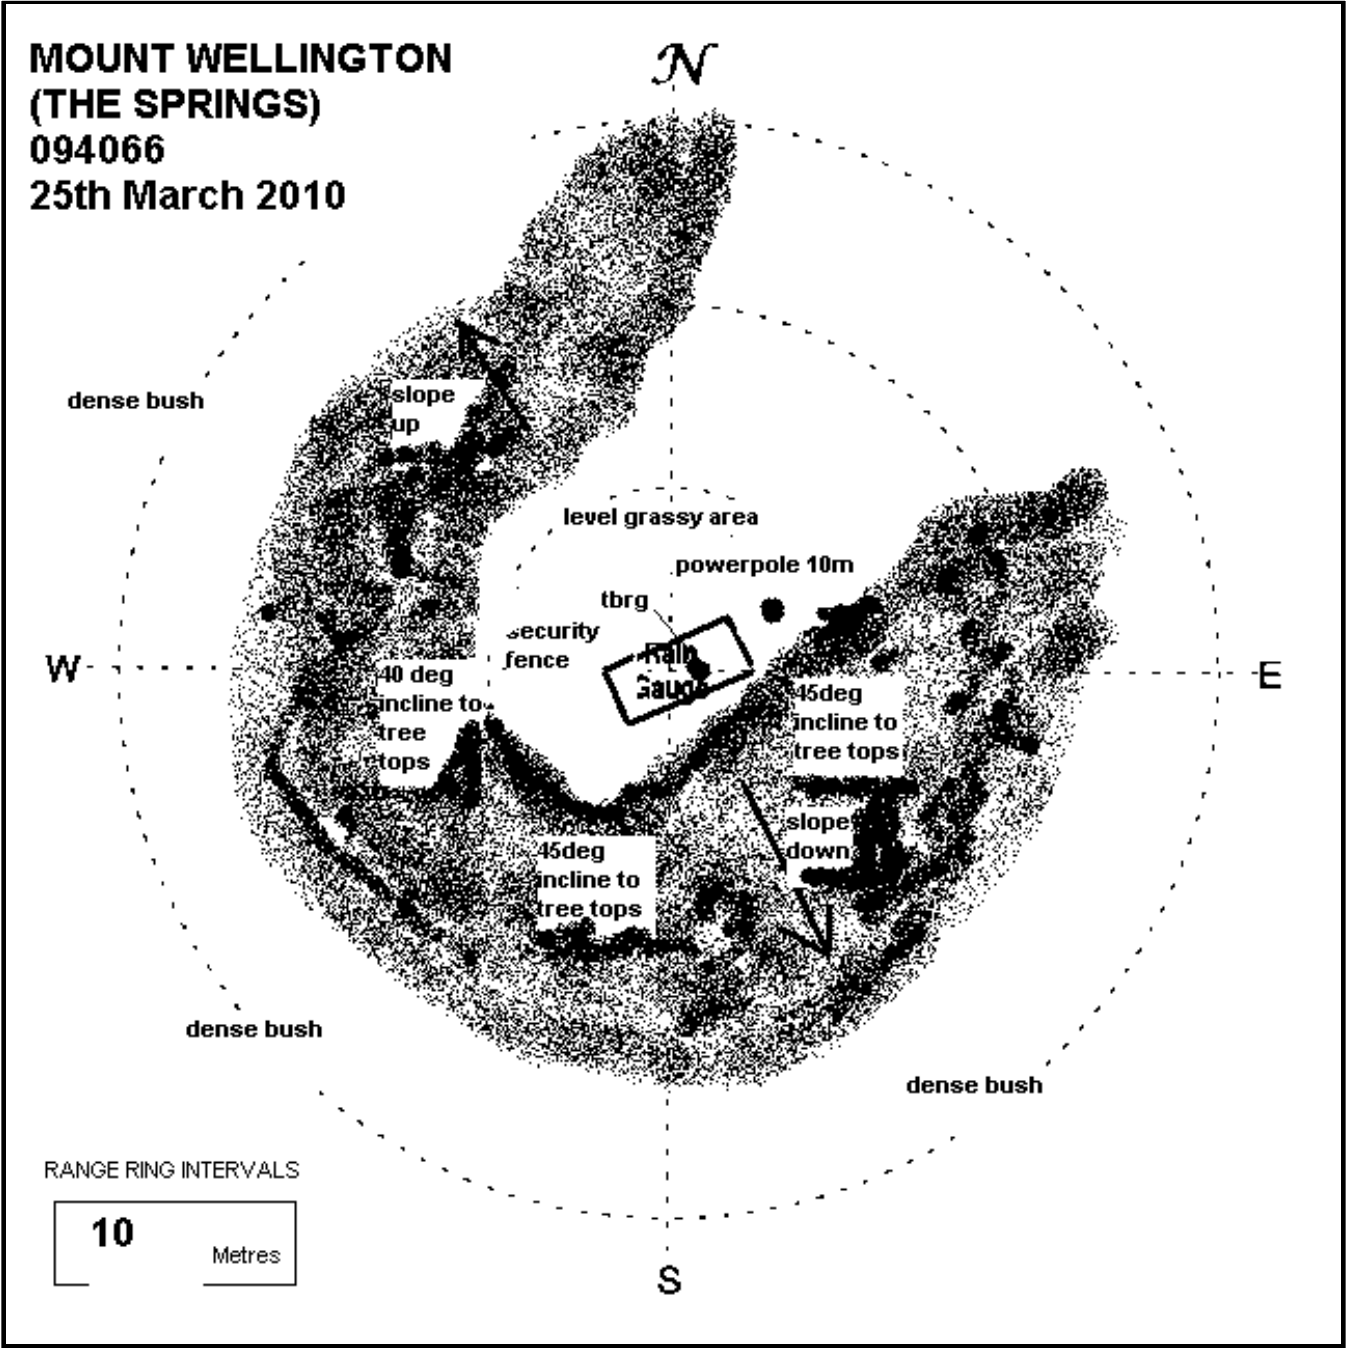 MOUNT WELLINGTON
(THE SPRINGS)
094066
25th March 2010
N
dense bush
slope
up
level grassy area
powerpole 10m
tbrg
security
fence
Rain
Gauge
W
E
40 deg
incline to
tree
tops
45deg
incline to
tree tops
slope
down
45deg
incline to
tree tops
dense bush
dense bush
RANGE RING INTERVALS
10
Metres
S